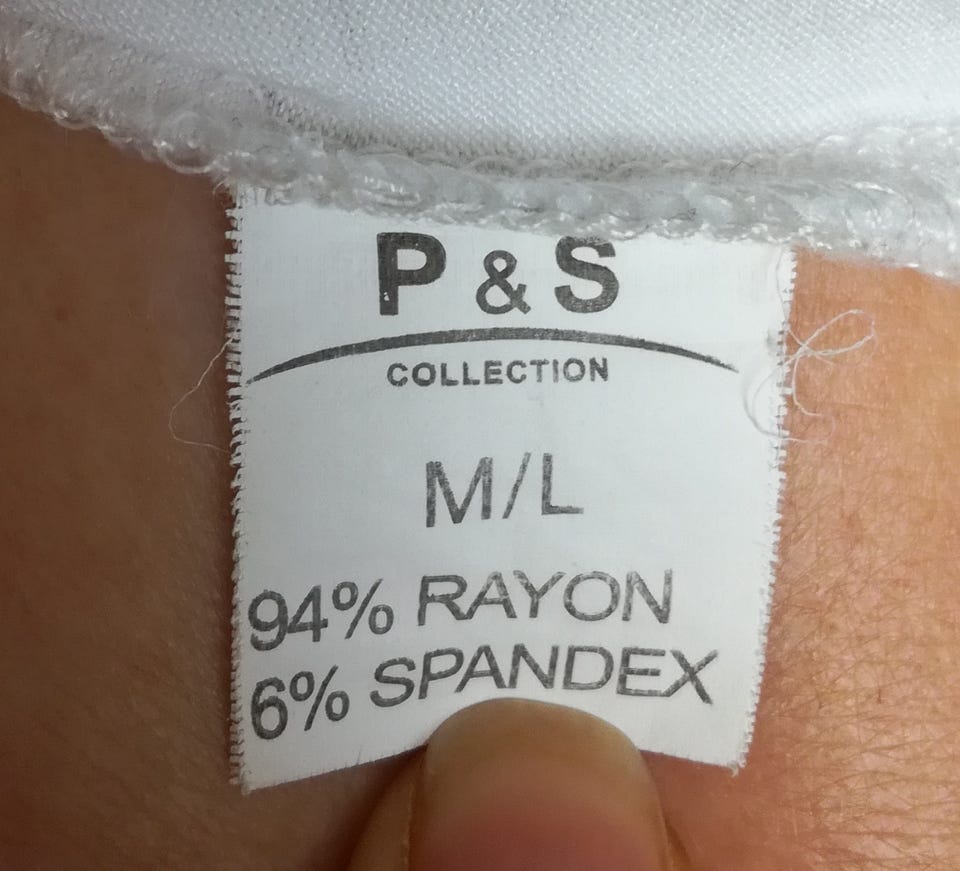 P & S
COLLECTION
M/L
94% RAYON
6% SPANDEX